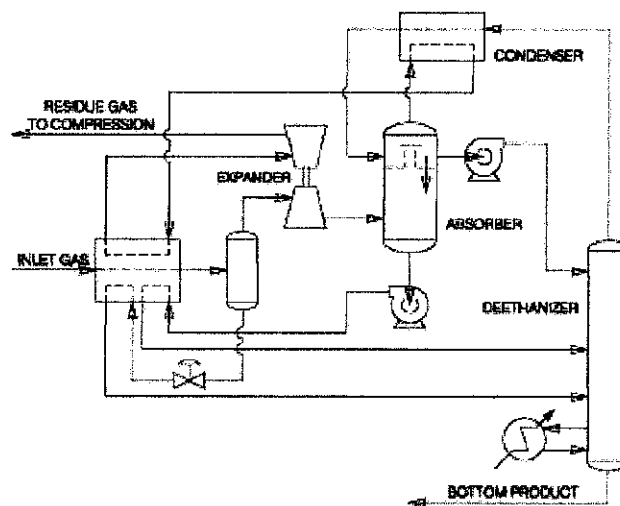 CONDENSER
RESIDUE GAS
TO COMPRESSION
EXPANDER
ABSORBER
INLET GAS
DEETHANIZER
BOTTOM PRODUCT